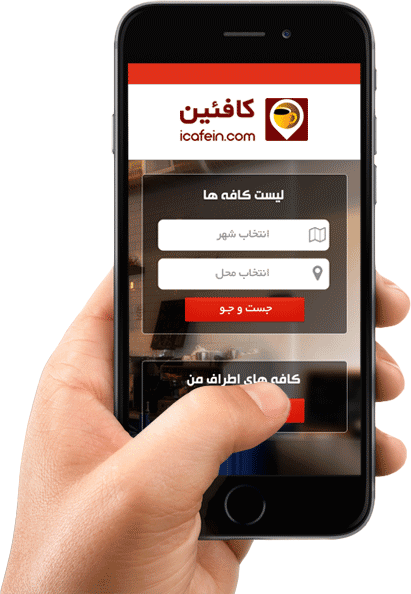 کافئین
icafein.com
لیست کافه ها
انتخاب شهر
انتخاب محل
جست و جو
کافه های اطراف من